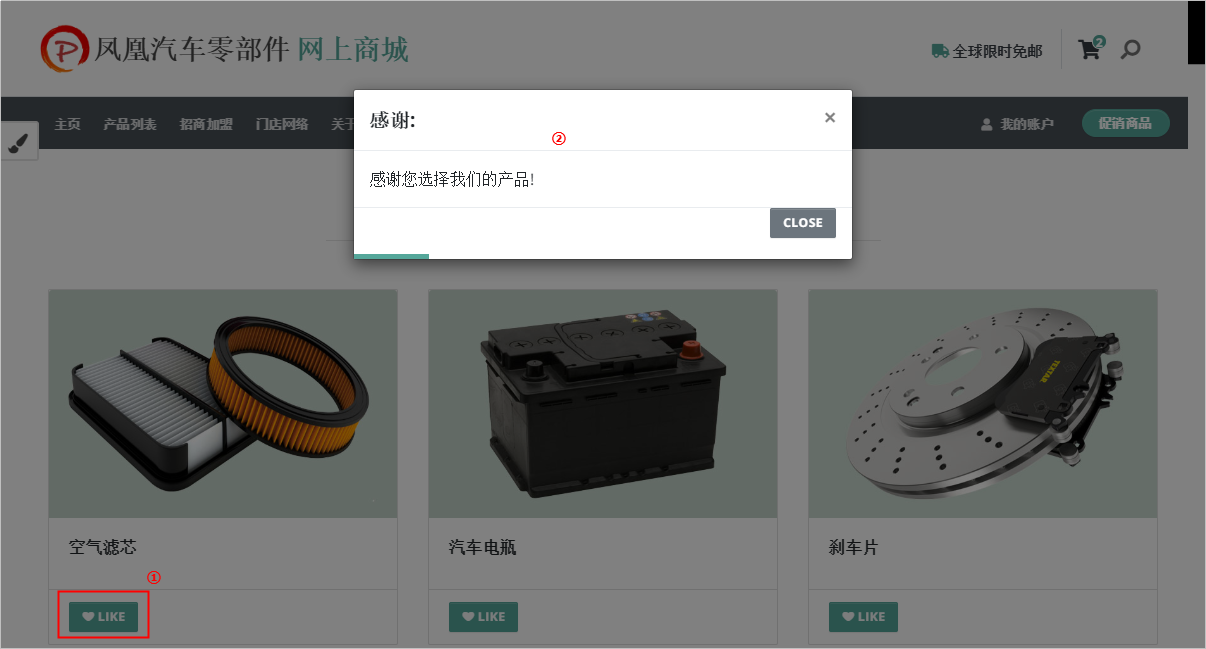 凤凰汽车零部件 网上商城
全球限时免邮
2
主页 产品列表 招商加盟 门店网络 关于
我的账户
促销商品
感谢:
×
②
感谢您选择我们的产品!
CLOSE
TEXTAR
空气滤芯
汽车电瓶
刹车片
①
LIKE
LIKE
LIKE